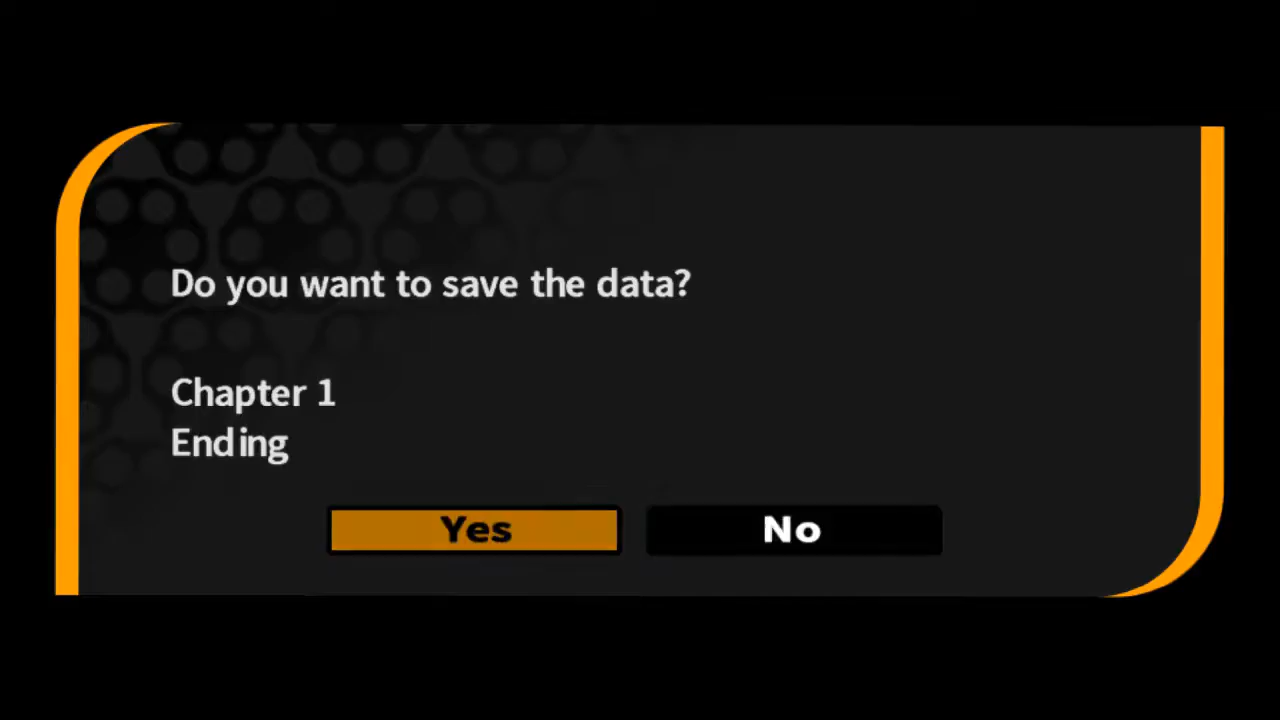 Do you want to save the data?
Chapter 1
Ending
Yes
No